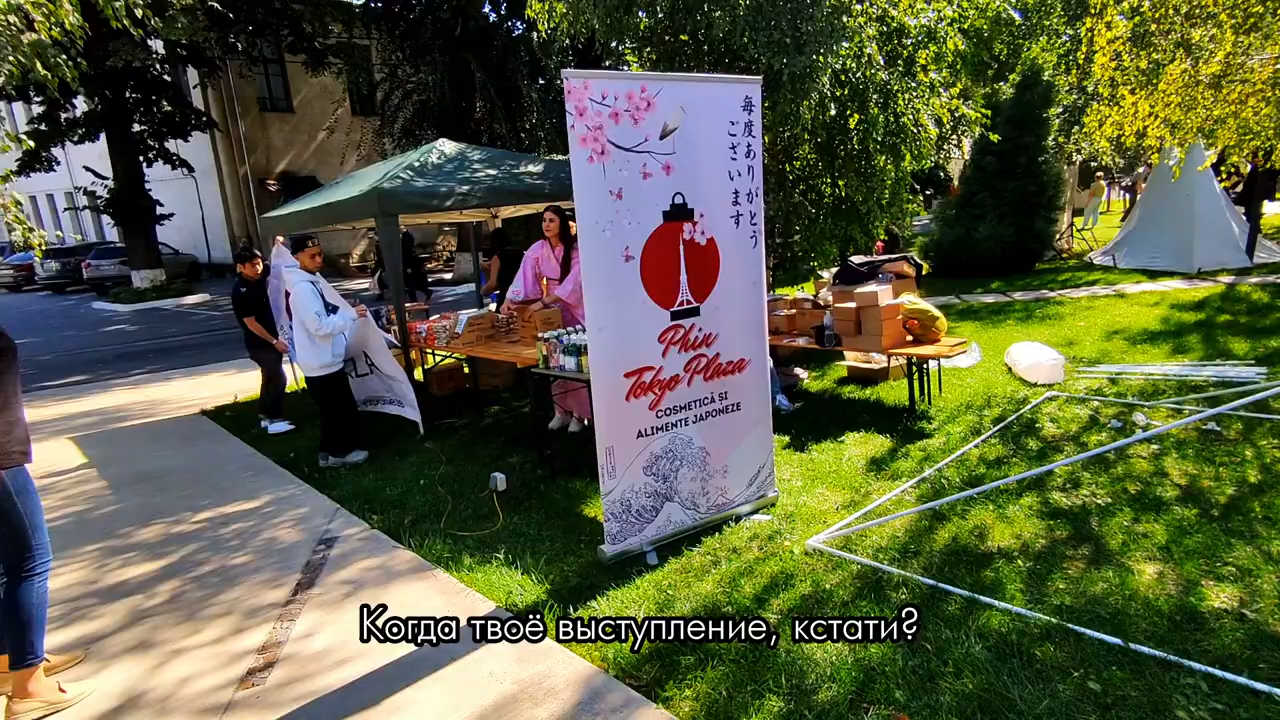 毎度ありがとう
ございます
Phin
Tokyo Plaza
COSMETICĂ ȘI
ALIMENTE JAPONEZE
Когда твоё выступление, кстати?